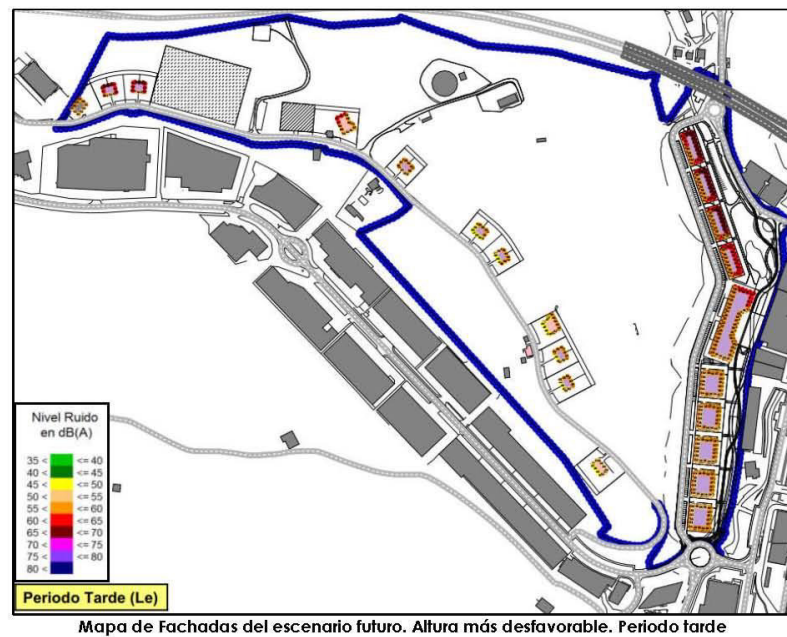 Nivel Ruido
en dB(A)
35 < <= 40
40 < <= 45
45 < <= 50
50 < <= 55
55 < <= 60
60 < <= 65
65 < <= 70
70 < <= 75
75 < <= 80
80 <
Periodo Tarde (Le)
Mapa de Fachadas del escenario futuro. Altura más desfavorable. Periodo tarde